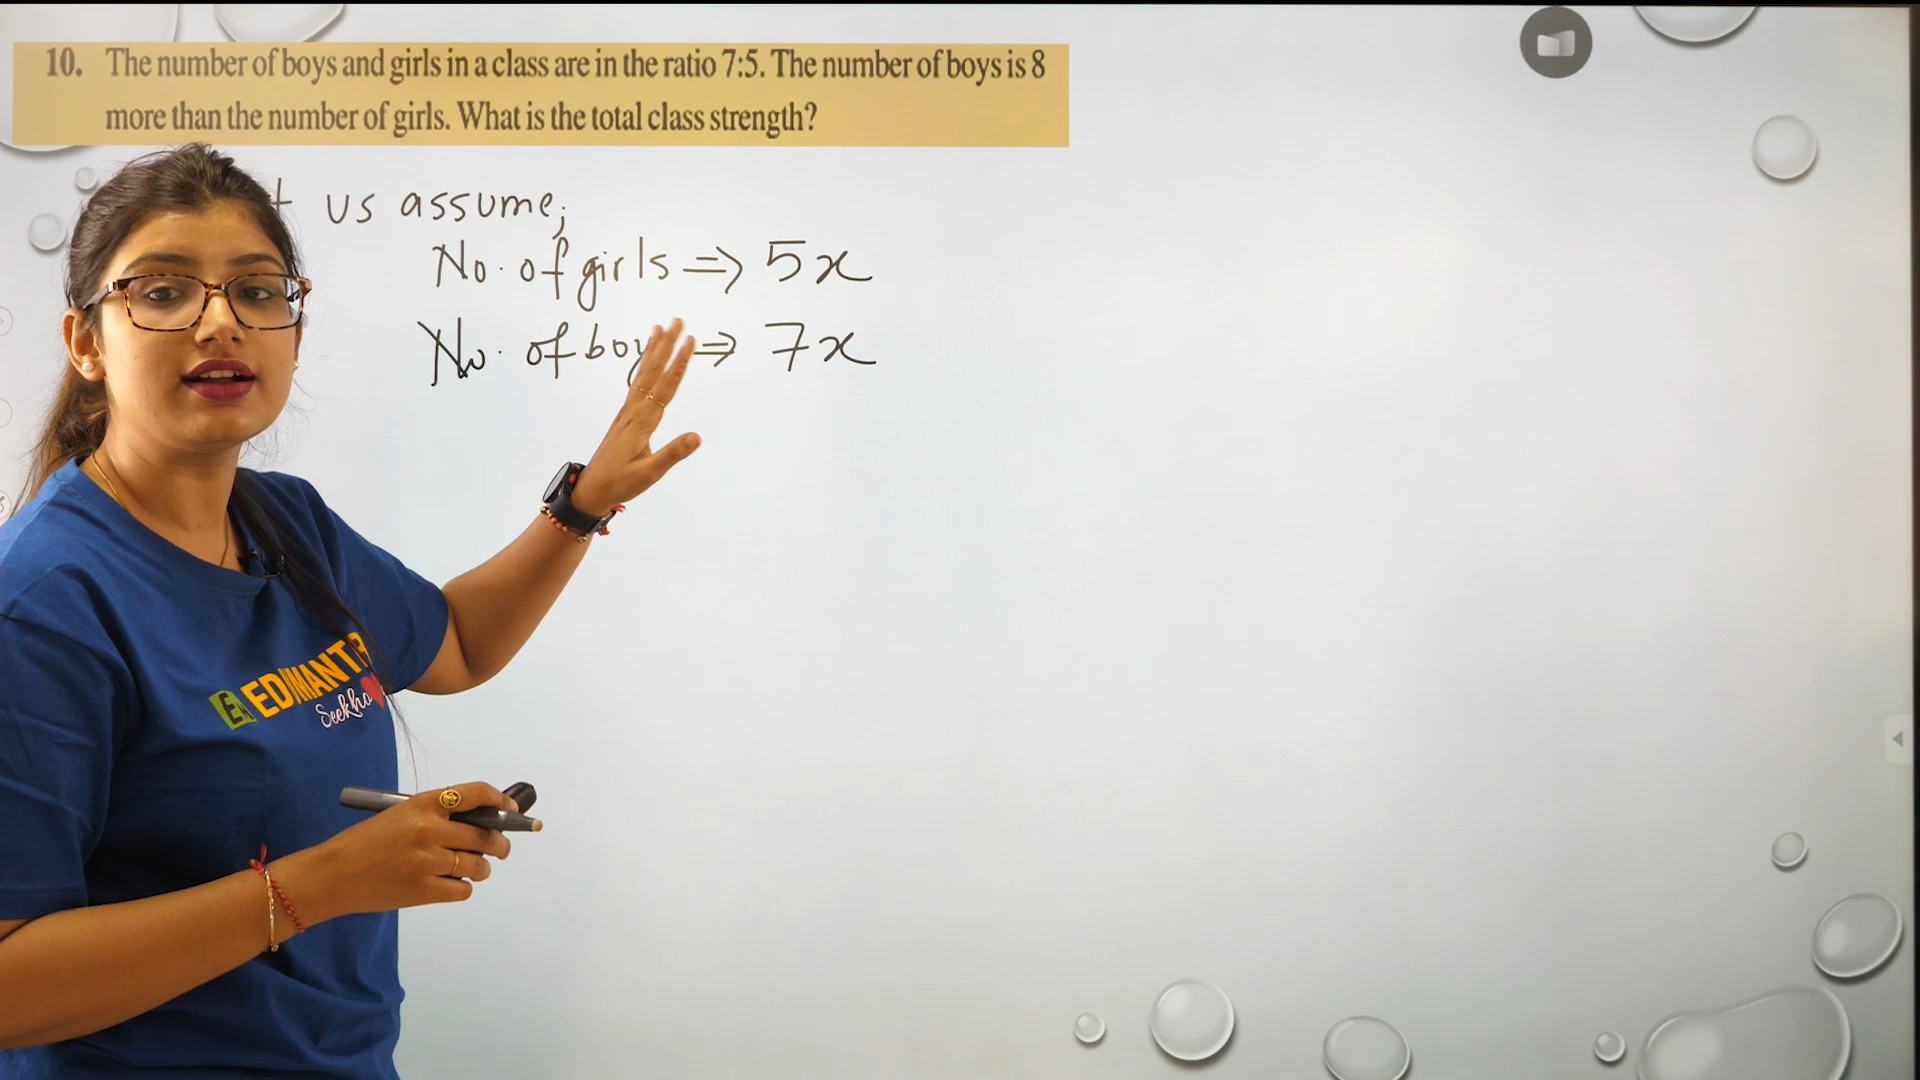 10. The number of boys and girls in a class are in the ratio 7:5. The number of boys is 8
more than the number of girls. What is the total class strength?
us assume;
No. of girls ⇒ 5x
No. of boy ⇒ 7x
EDUMANTRA
Seekho